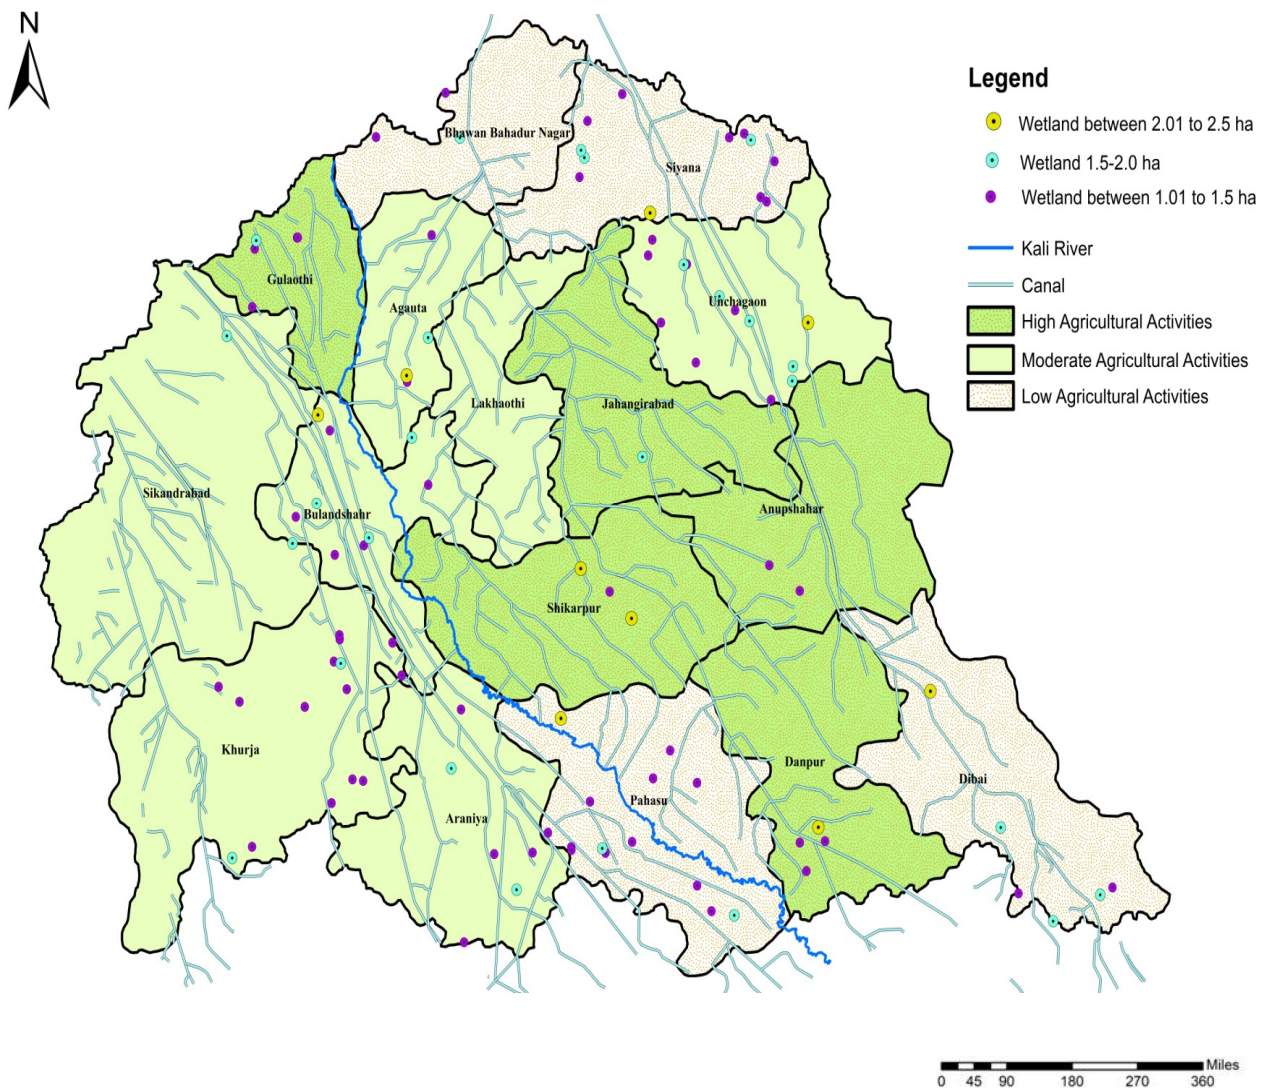 N
Legend
Wetland between 2.01 to 2.5 ha
Wetland 1.5-2.0 ha
Wetland between 1.01 to 1.5 ha
Kali River
Canal
High Agricultural Activities
Moderate Agricultural Activities
Low Agricultural Activities
Bhawan Bahadur Nagar
Siyana
Gulaothi
Agauta
Unchagaon
Lakhaothi
Jahangirabad
Sikandrabad
Bulandshahr
Anupshahar
Shikarpur
Khurja
Danpur
Dibai
Pahasu
Araniya
Miles
0 45 90 180 270 360